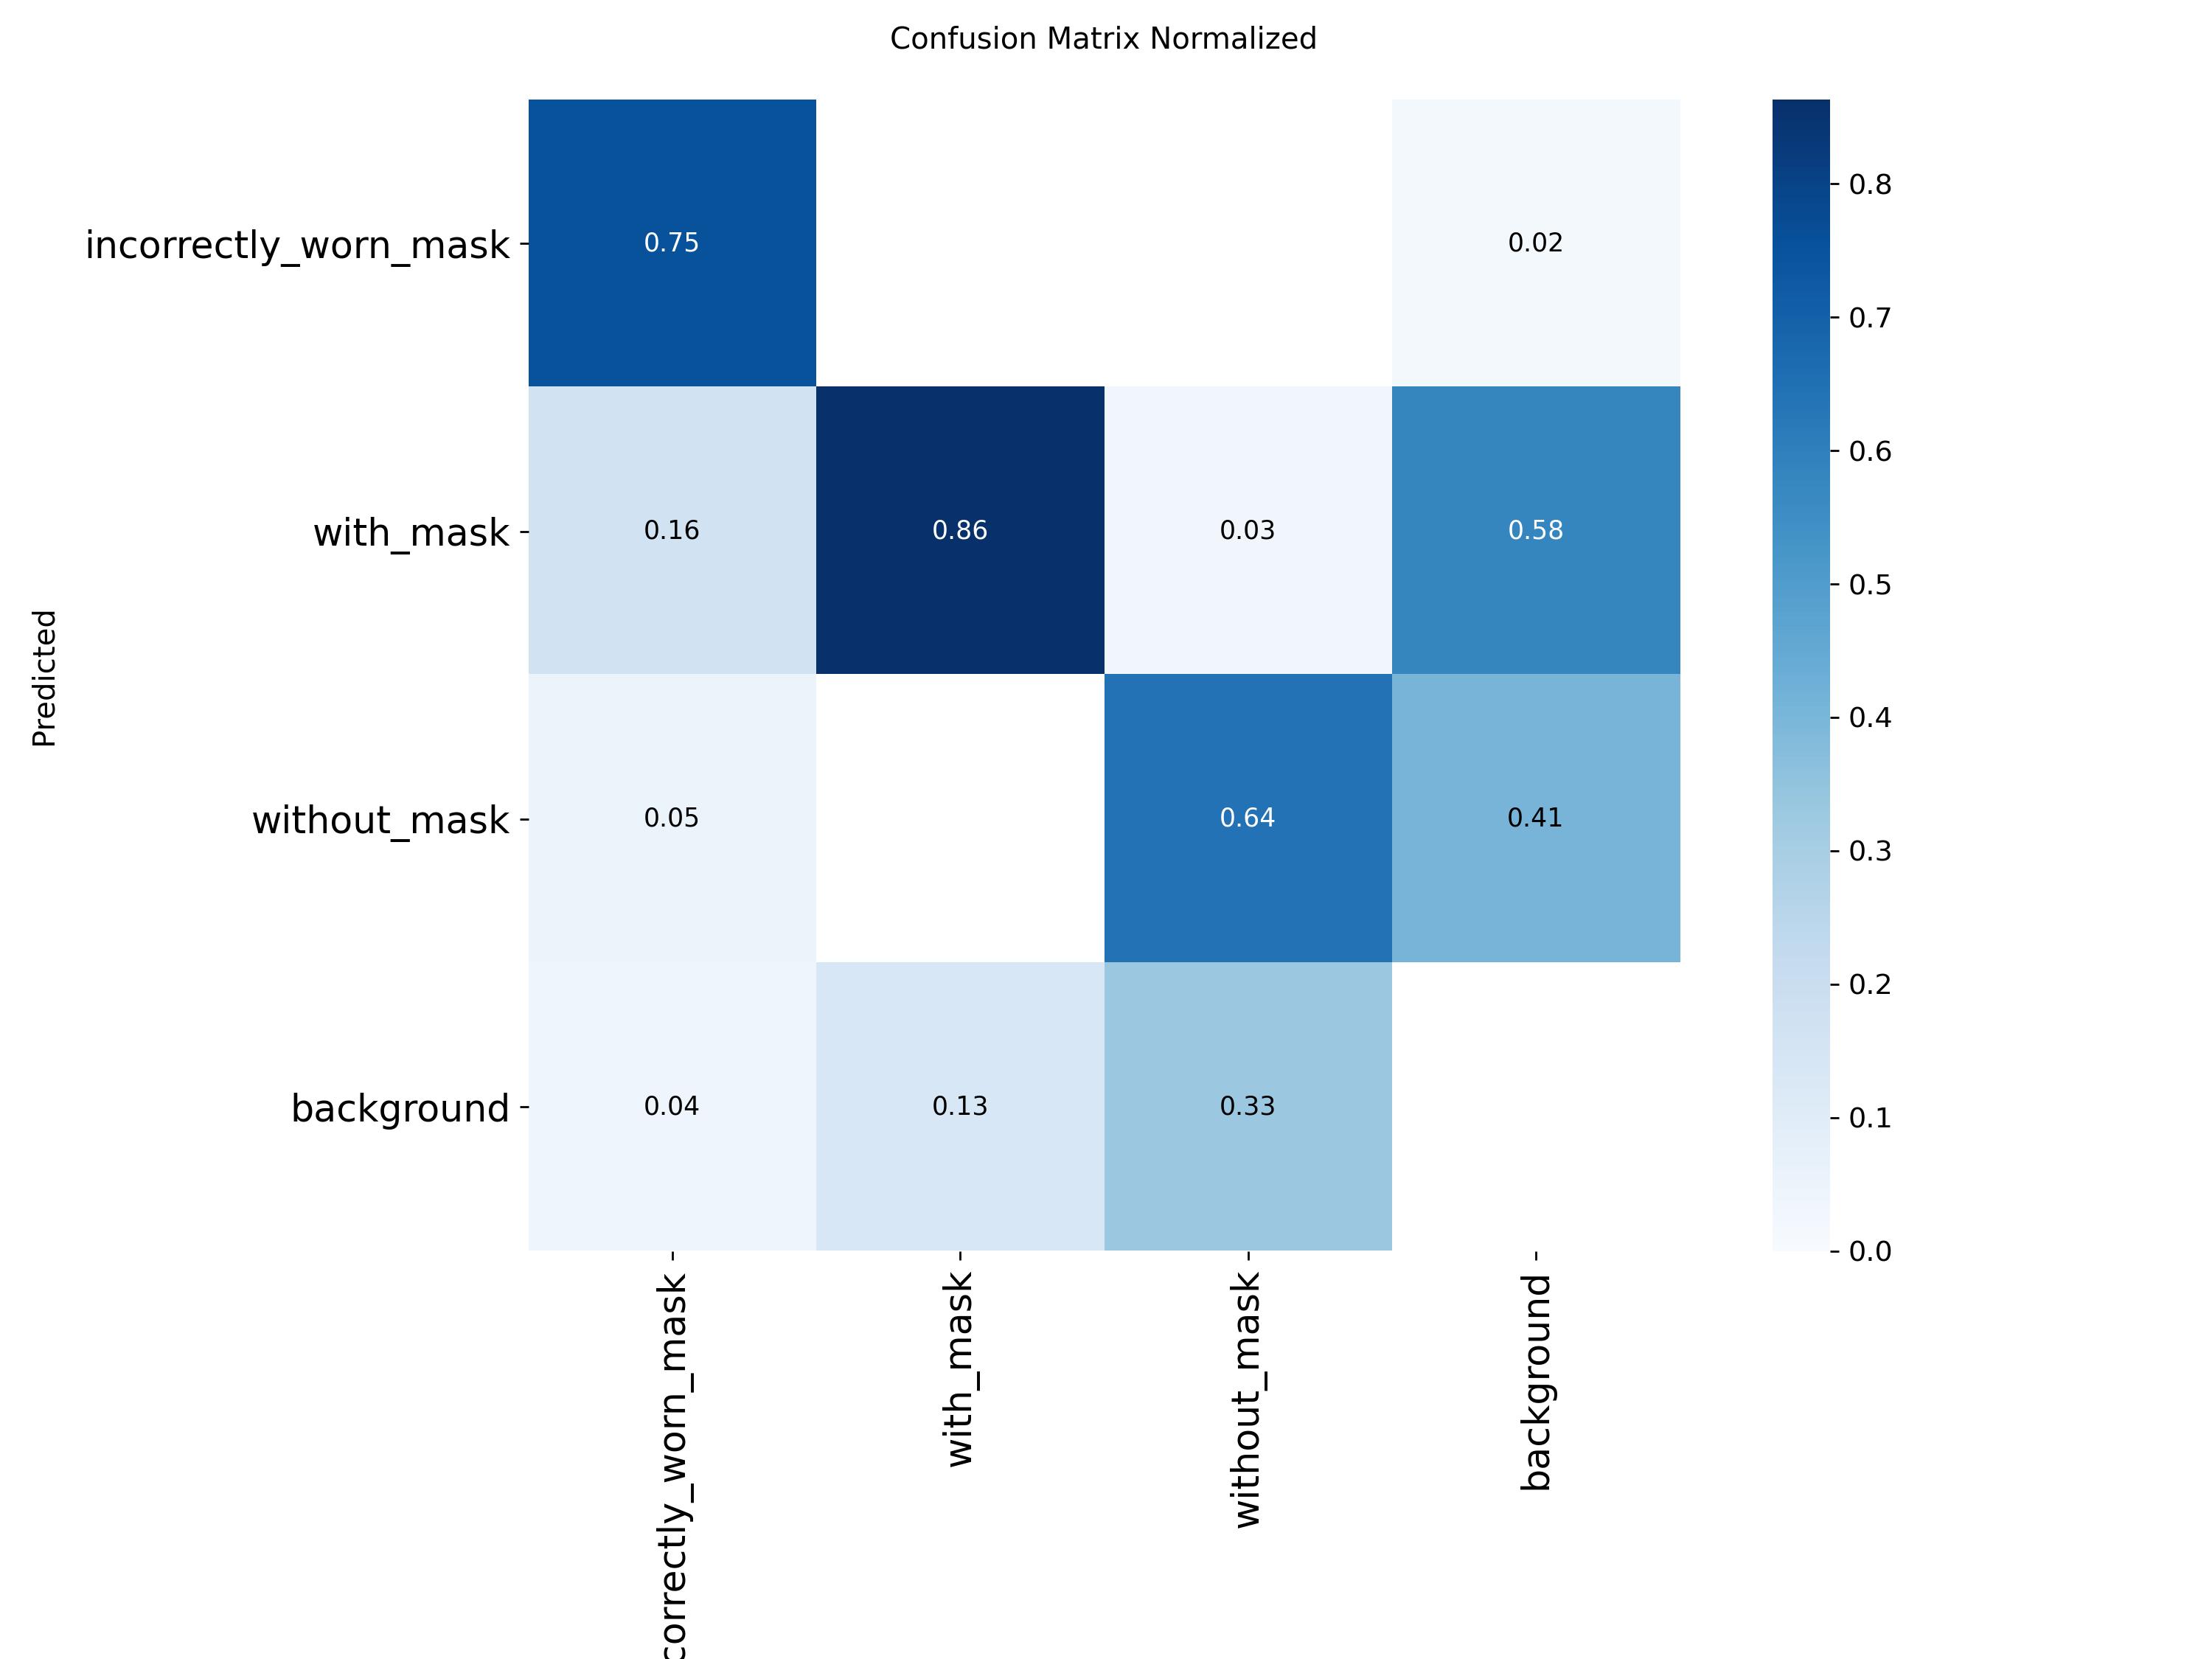 Confusion Matrix Normalized
Predicted
incorrectly_worn_mask
0.75
0.02
with_mask
0.16
0.86
0.03
0.58
without_mask
0.05
0.64
0.41
background
0.04
0.13
0.33
correctly_worn_mask
with_mask
without_mask
background
0.8
0.7
0.6
0.5
0.4
0.3
0.2
0.1
0.0